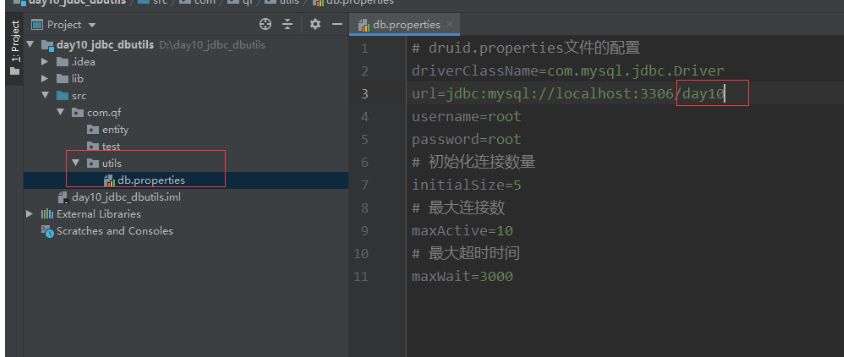 day10_jdbc_dbutils src com qf utils db.properties
1: Project
Project
day10_jdbc_dbutils D:\day10_jdbc_dbutils
.idea
lib
src
com.qf
entity
test
utils
db.properties
day10_jdbc_dbutils.iml
External Libraries
Scratches and Consoles
db.properties
1 # druid.properties文件的配置
2 driverClassName=com.mysql.jdbc.Driver
3 url=jdbc:mysql://localhost:3306/day10
4 username=root
5 password=root
6 # 初始化连接数量
7 initialSize=5
8 # 最大连接数
9 maxActive=10
10 # 最大超时时间
11 maxWait=3000